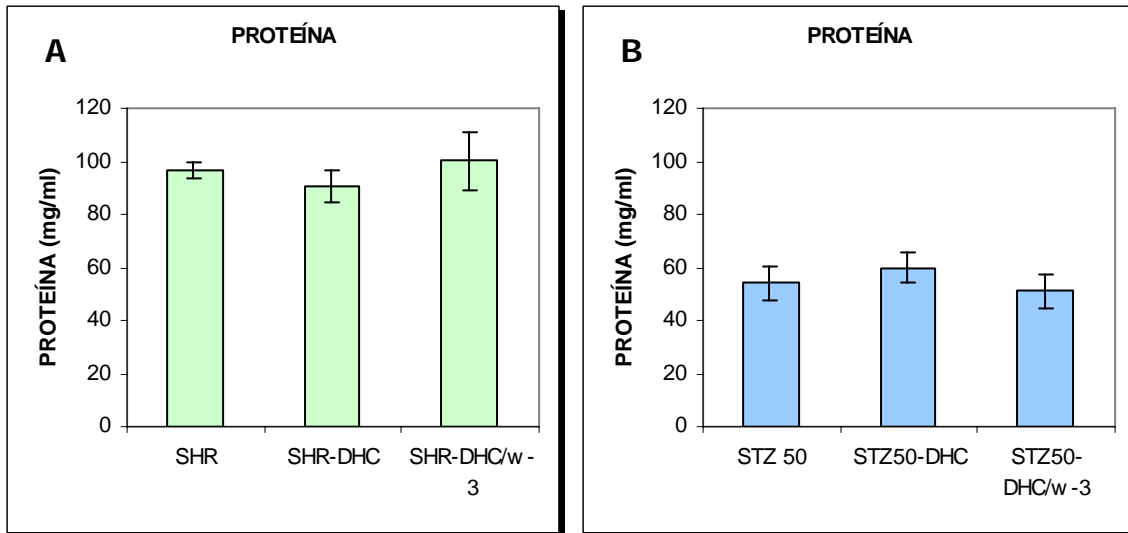 A
PROTEÍNA
PROTEÍNA (mg/ml)
120
100
80
60
40
20
0
SHR
SHR-DHC
SHR-DHC/w -
3
B
PROTEÍNA
PROTEÍNA (mg/ml)
120
100
80
60
40
20
0
STZ 50
STZ50-DHC
STZ50-
DHC/w -3